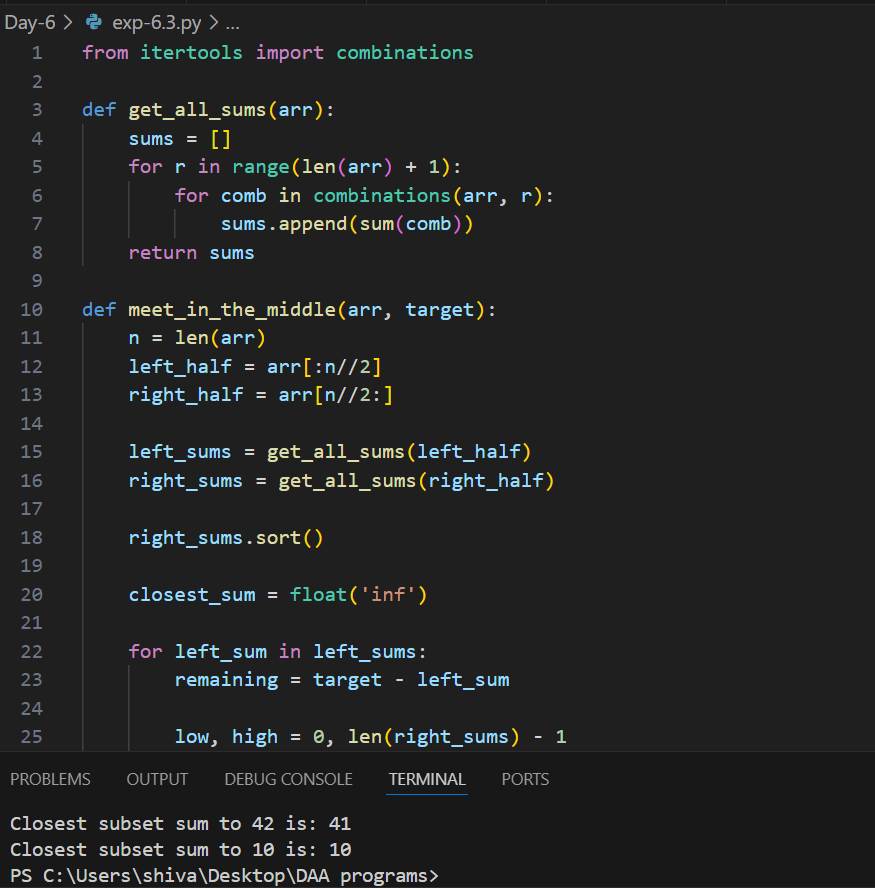 Day-6 > exp-6.3.py > ...
1 from itertools import combinations
2
3 def get_all_sums(arr):
4     sums = []
5     for r in range(len(arr) + 1):
6         for comb in combinations(arr, r):
7             sums.append(sum(comb))
8     return sums
9
10 def meet_in_the_middle(arr, target):
11     n = len(arr)
12     left_half = arr[:n//2]
13     right_half = arr[n//2:]
14
15     left_sums = get_all_sums(left_half)
16     right_sums = get_all_sums(right_half)
17
18     right_sums.sort()
19
20     closest_sum = float('inf')
21
22     for left_sum in left_sums:
23         remaining = target - left_sum
24
25         low, high = 0, len(right_sums) - 1
PROBLEMS OUTPUT DEBUG CONSOLE TERMINAL PORTS
Closest subset sum to 42 is: 41
Closest subset sum to 10 is: 10
PS C:\Users\shiva\Desktop\DAA programs>